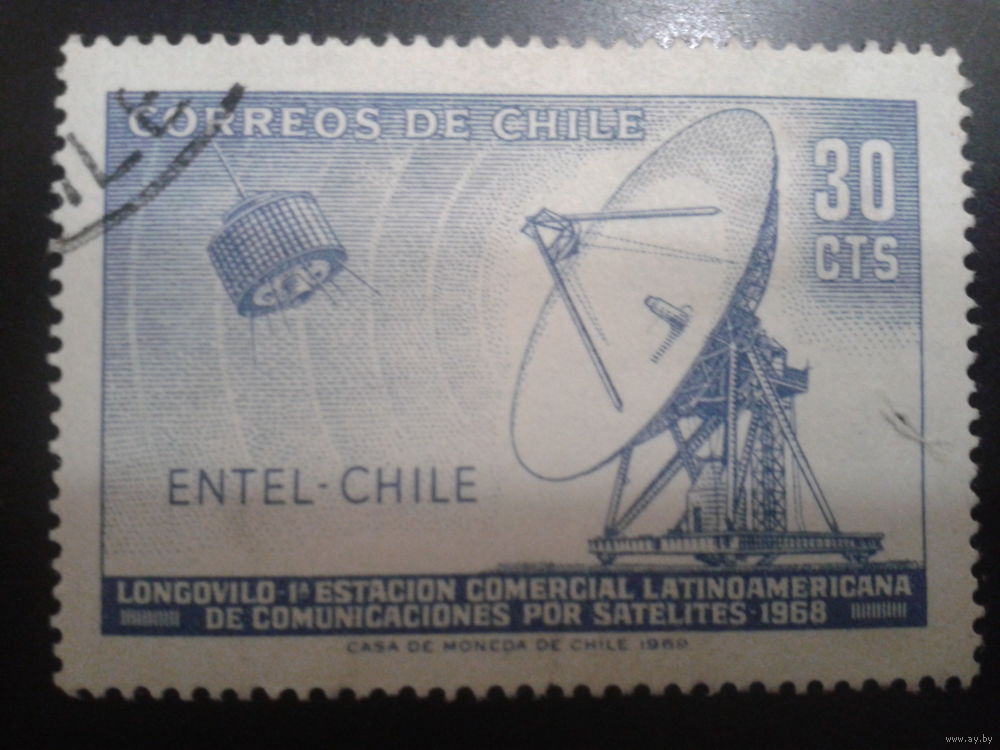 CORREOS DE CHILE
30
CTS
ENTEL-CHILE
LONGOVILO-1ª ESTACION COMERCIAL LATINOAMERICANA
DE COMUNICACIONES POR SATELITES-1968
CASA DE MONEDA DE CHILE 1969
www.ay.by